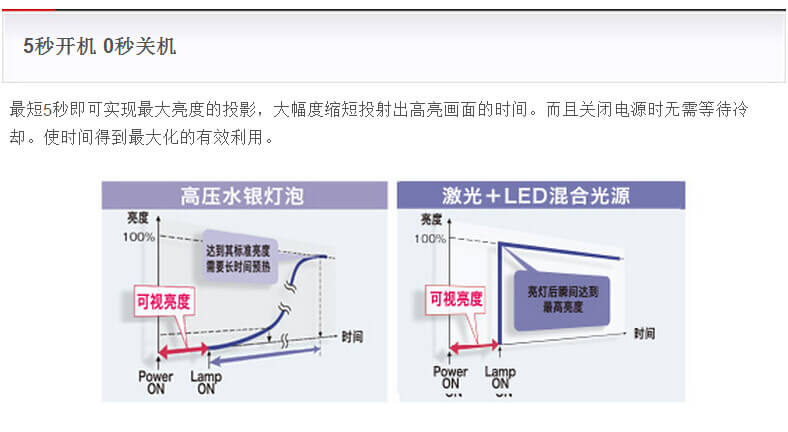 5秒开机 0秒关机
最短5秒即可实现最大亮度的投影，大幅度缩短投射出高亮画面的时间。而且关闭电源时无需等待冷
却。使时间得到最大化的有效利用。
高压水银灯泡
亮度
100%
达到其标准亮度
需要长时间预热
可视亮度
时间
Power
ON
Lamp
ON
激光＋LED混合光源
亮度
100%
亮灯后瞬间达到
最高亮度
可视亮度
时间
Power
ON
Lamp
ON